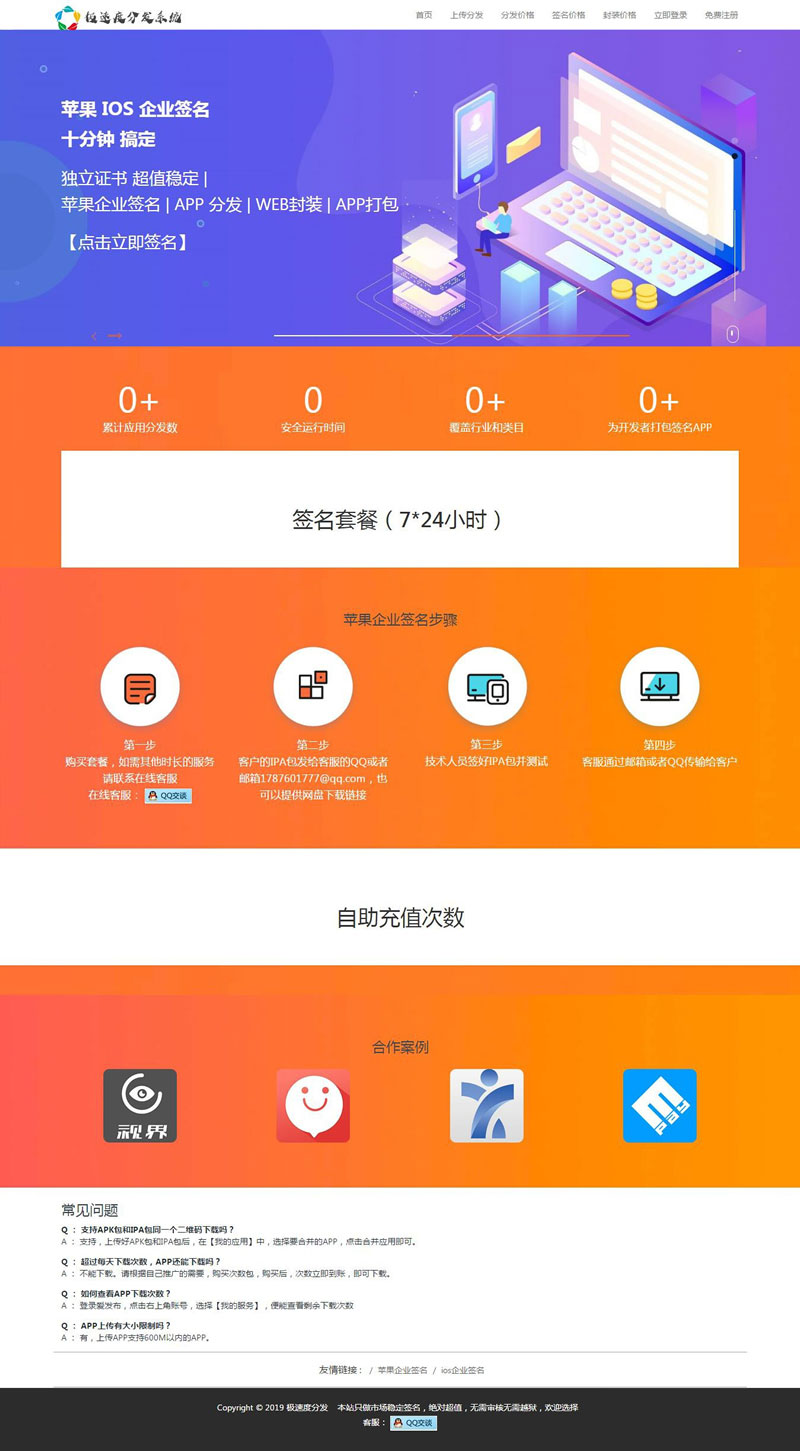 极速度分发系统
首页 上传分发 分发价格 签名价格 封装价格 立即登录 免费注册
苹果 IOS 企业签名
十分钟 搞定
独立证书 超值稳定 |
苹果企业签名 | APP 分发 | WEB封装 | APP打包
【点击立即签名】
0+ 0 0+ 0+
累计应用分发数 安全运行时间 覆盖行业和类目 为开发者打包签名APP
签名套餐（7*24小时）
苹果企业签名步骤
第一步
购买套餐，如需其他时长的服务
请联系在线客服
在线客服： QQ交谈
第二步
客户的IPA包发给客服的QQ或者
邮箱1787601777@qq.com，也
可以提供网盘下载链接
第三步
技术人员签好IPA包并测试
第四步
客服通过邮箱或者QQ传输给客户
自助充值次数
合作案例
视界
pay
常见问题
Q ： 支持APK包和IPA包同一个二维码下载吗？
A ： 支持，上传好APK包和IPA包后，在【我的应用】中，选择要合并的APP，点击合并应用即可。
Q ： 超过每天下载次数，APP还能下载吗？
A ： 不能下载。请根据自己推广的需要，购买次数包，购买后，次数立即到账，即可下载。
Q ： 如何查看APP下载次数？
A ： 登录爱发布，点击右上角账号，选择【我的服务】，便能查看剩余下载次数
Q ： APP上传有大小限制吗？
A ： 有，上传APP支持600M以内的APP。
友情链接： / 苹果企业签名 / ios企业签名
Copyright © 2019 极速度分发 本站只做市场稳定签名，绝对超值，无需审核无需越狱，欢迎选择
客服： QQ交谈